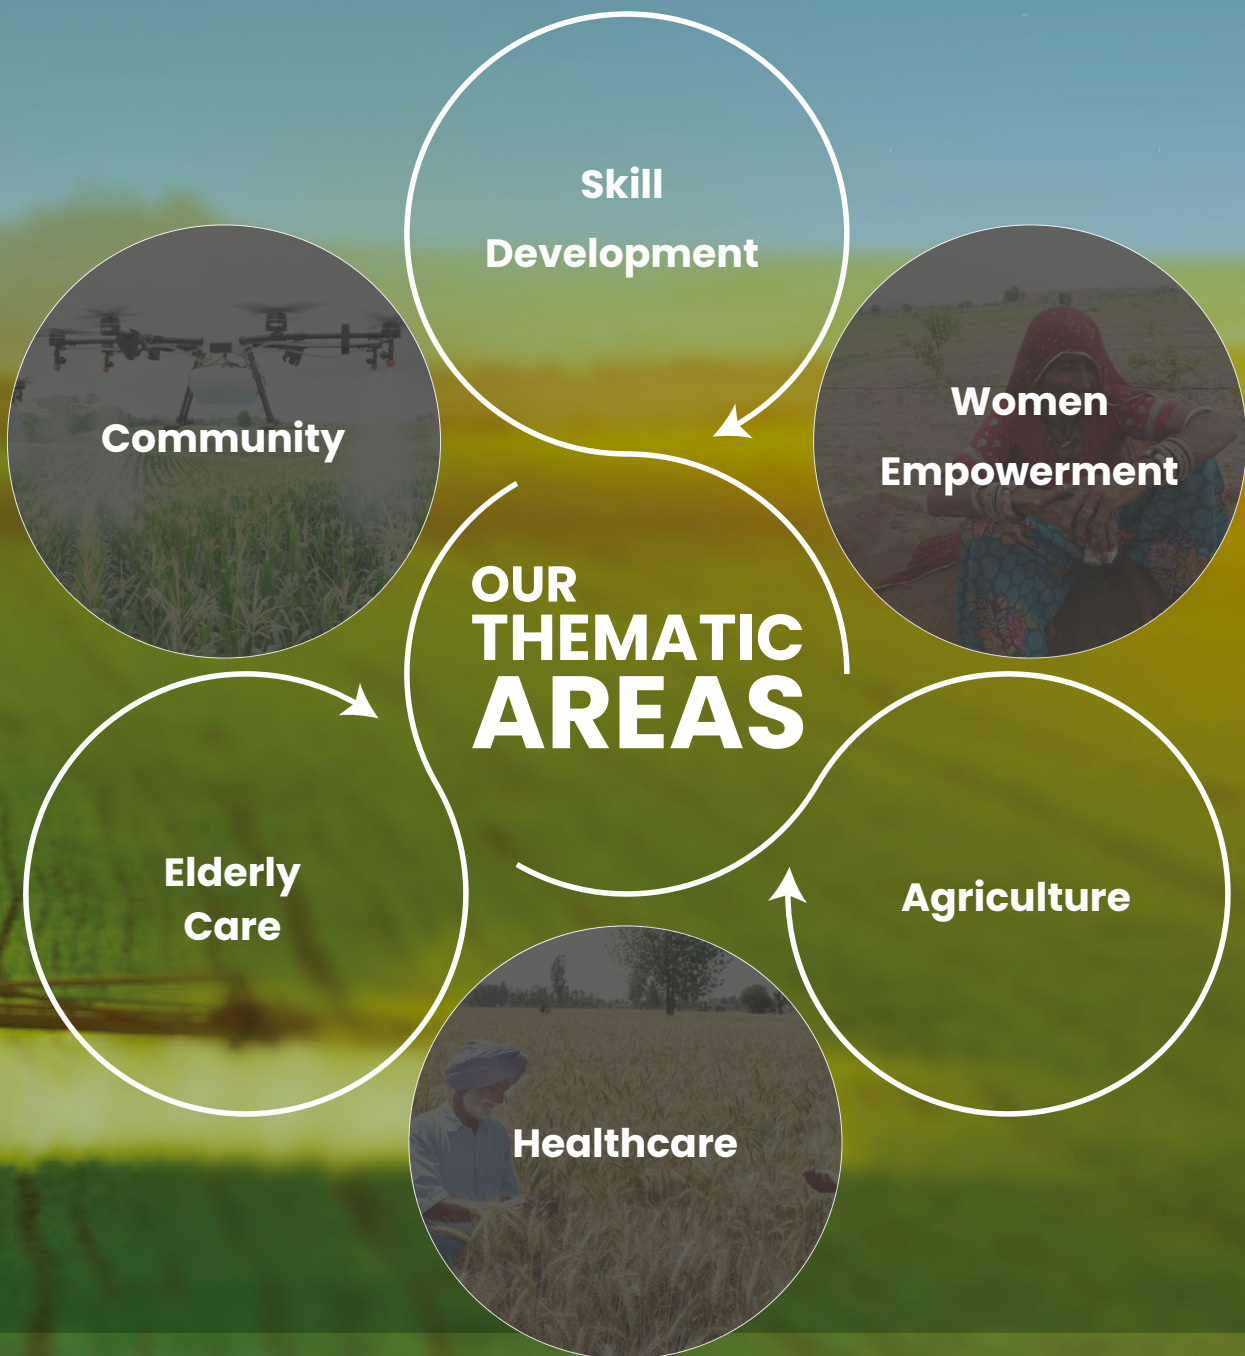 Skill
Development
Community
Women
Empowerment
OUR
THEMATIC
AREAS
Elderly
Care
Agriculture
Healthcare